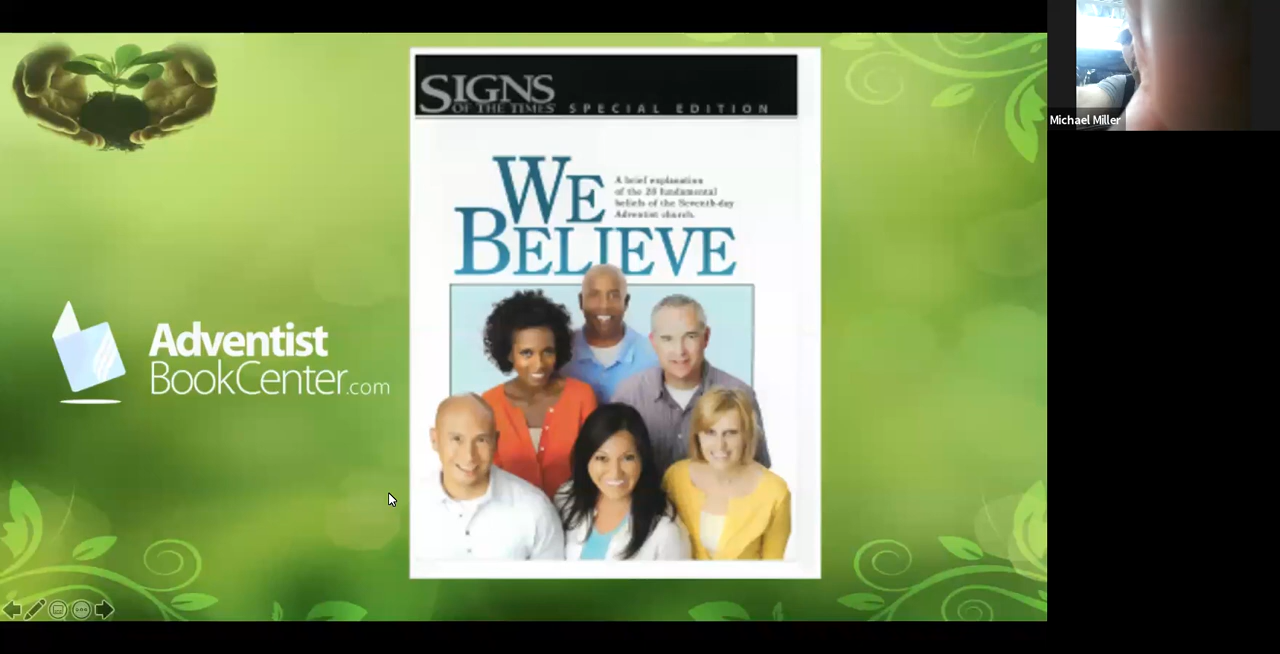 SIGNS
OF THE TIMES SPECIAL EDITION
WE
BELIEVE
A brief explanation
of the 28 fundamental
beliefs of the Seventh-day
Adventist church.
Adventist
BookCenter.com
Michael Miller